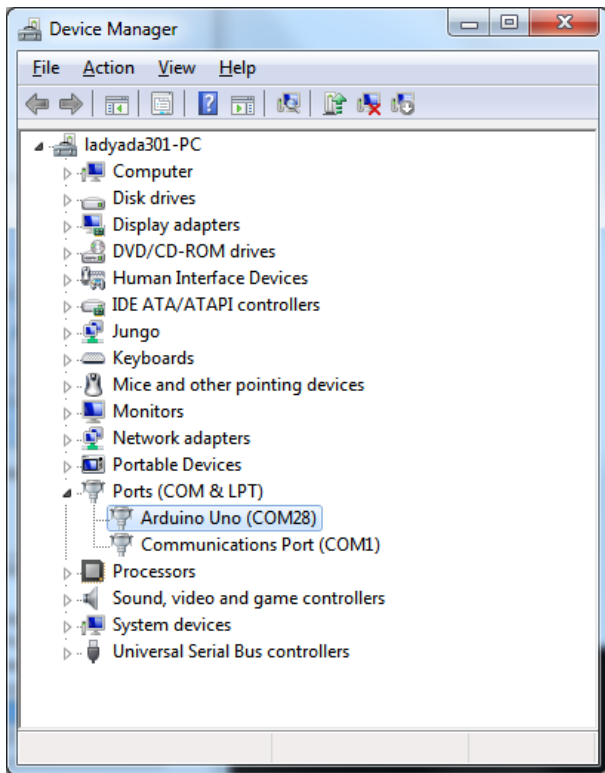 Device Manager
File Action View Help
ladyada301-PC
Computer
Disk drives
Display adapters
DVD/CD-ROM drives
Human Interface Devices
IDE ATA/ATAPI controllers
Jungo
Keyboards
Mice and other pointing devices
Monitors
Network adapters
Portable Devices
Ports (COM & LPT)
Arduino Uno (COM28)
Communications Port (COM1)
Processors
Sound, video and game controllers
System devices
Universal Serial Bus controllers